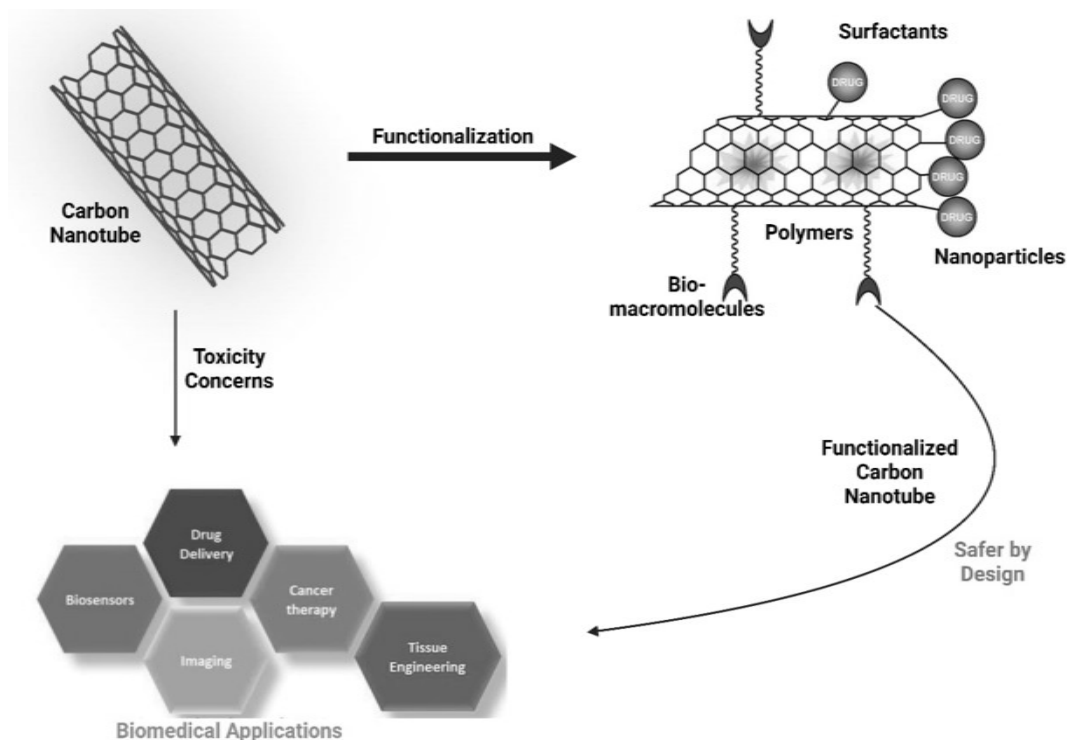 Surfactants
DRUG
DRUG
Functionalization
DRUG
DRUG
Carbon
Nanotube
DRUG
Polymers
Nanoparticles
Bio-
macromolecules
Toxicity
Concerns
Functionalized
Carbon
Nanotube
Safer by
Design
Drug
Delivery
Biosensors
Cancer
therapy
Imaging
Tissue
Engineering
Biomedical Applications